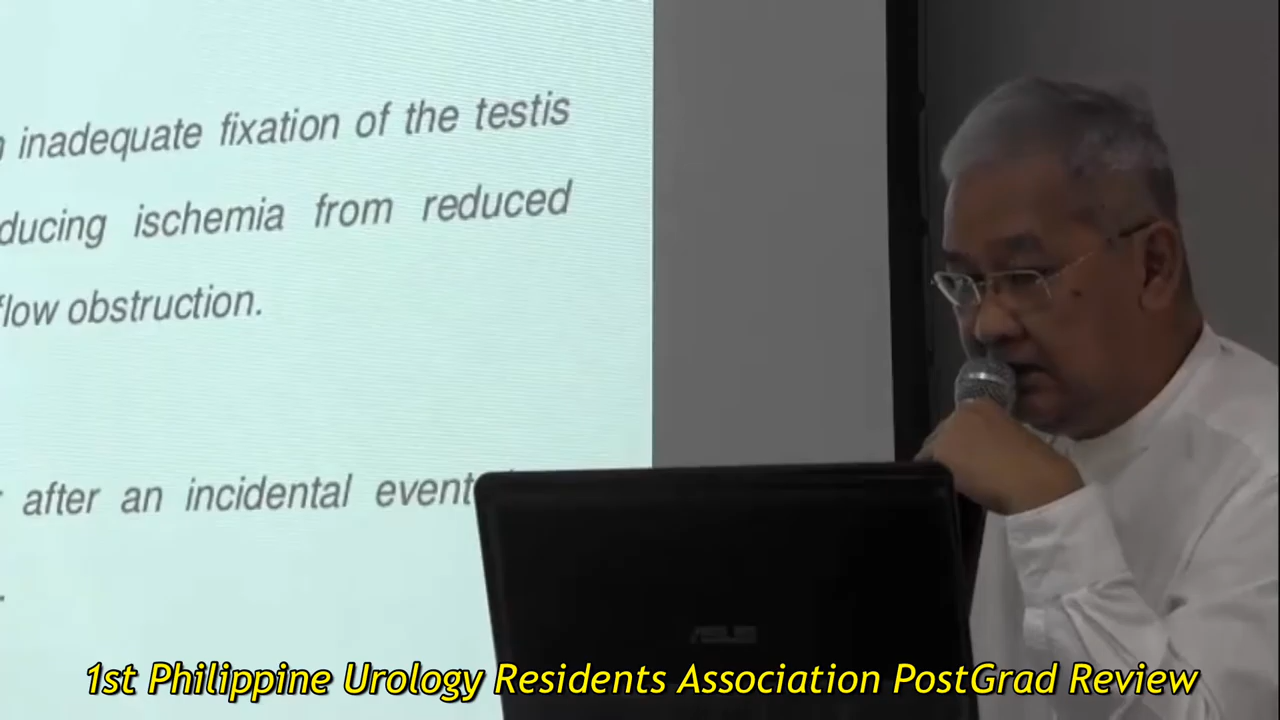 inadequate fixation of the testis
ducing ischemia from reduced
flow obstruction.
after an incidental event
ASUS
1st Philippine Urology Residents Association PostGrad Review